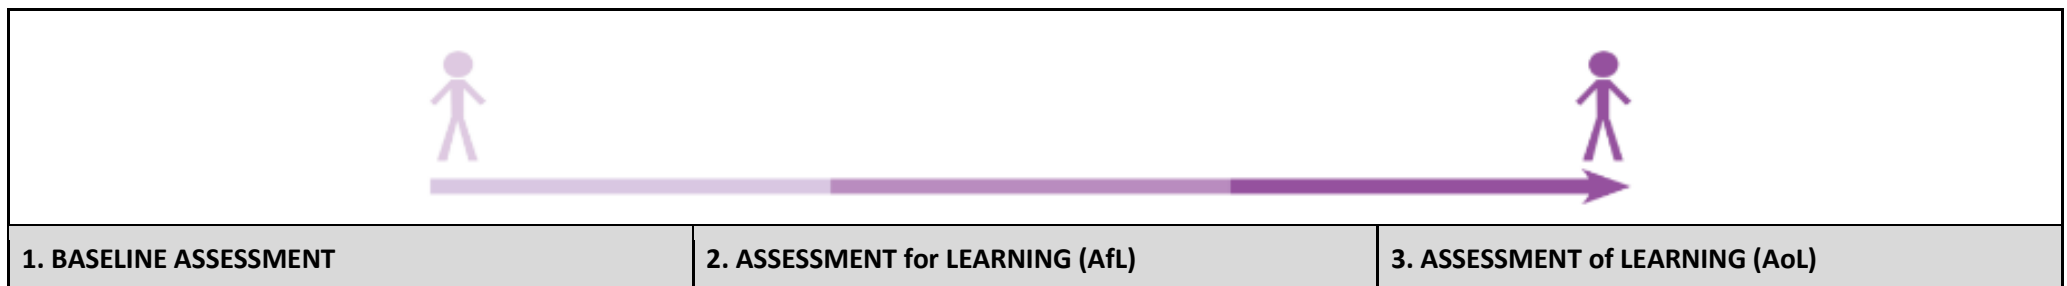 1. BASELINE ASSESSMENT
2. ASSESSMENT for LEARNING (AfL)
3. ASSESSMENT of LEARNING (AoL)